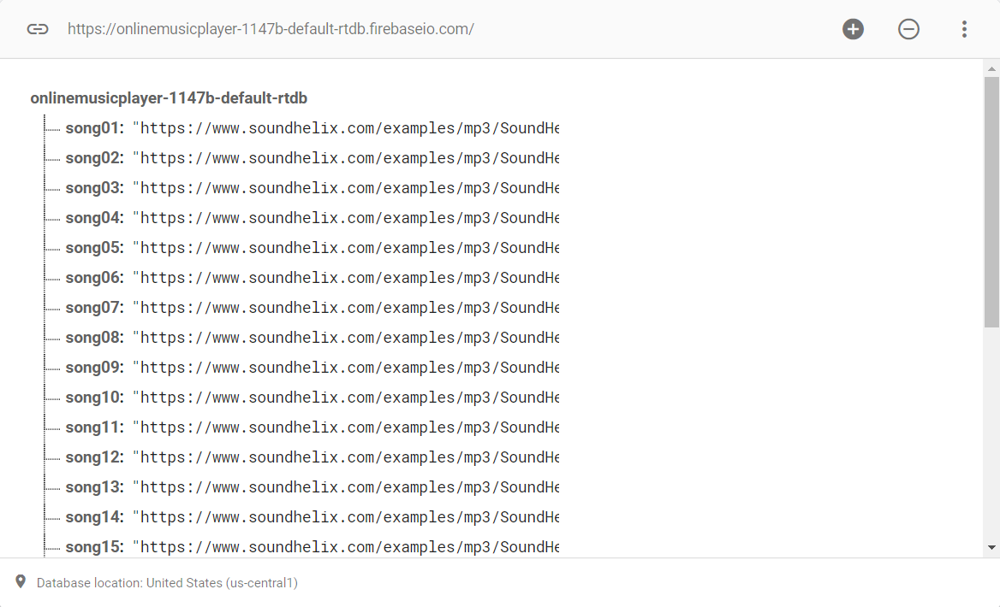 https://onlinemusicplayer-1147b-default-rtdb.firebaseio.com/
onlinemusicplayer-1147b-default-rtdb
song01: "https://www.soundhelix.com/examples/mp3/SoundHe
song02: "https://www.soundhelix.com/examples/mp3/SoundHe
song03: "https://www.soundhelix.com/examples/mp3/SoundHe
song04: "https://www.soundhelix.com/examples/mp3/SoundHe
song05: "https://www.soundhelix.com/examples/mp3/SoundHe
song06: "https://www.soundhelix.com/examples/mp3/SoundHe
song07: "https://www.soundhelix.com/examples/mp3/SoundHe
song08: "https://www.soundhelix.com/examples/mp3/SoundHe
song09: "https://www.soundhelix.com/examples/mp3/SoundHe
song10: "https://www.soundhelix.com/examples/mp3/SoundHe
song11: "https://www.soundhelix.com/examples/mp3/SoundHe
song12: "https://www.soundhelix.com/examples/mp3/SoundHe
song13: "https://www.soundhelix.com/examples/mp3/SoundHe
song14: "https://www.soundhelix.com/examples/mp3/SoundHe
song15: "https://www.soundhelix.com/examples/mp3/SoundHe
Database location: United States (us-central1)